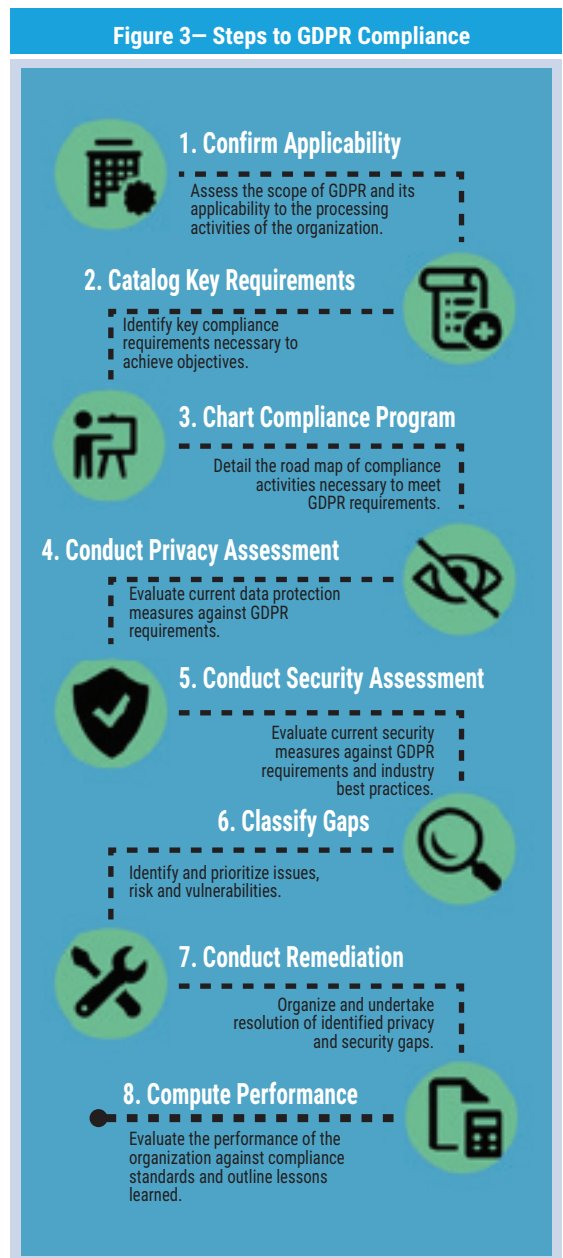 Figure 3— Steps to GDPR Compliance
1. Confirm Applicability
Assess the scope of GDPR and its
applicability to the processing
activities of the organization.
2. Catalog Key Requirements
Identify key compliance
requirements necessary to
achieve objectives.
3. Chart Compliance Program
Detail the road map of compliance
activities necessary to meet
GDPR requirements.
4. Conduct Privacy Assessment
Evaluate current data protection
measures against GDPR
requirements.
5. Conduct Security Assessment
Evaluate current security
measures against GDPR
requirements and industry
best practices.
6. Classify Gaps
Identify and prioritize issues,
risk and vulnerabilities.
7. Conduct Remediation
Organize and undertake
resolution of identified privacy
and security gaps.
8. Compute Performance
Evaluate the performance of the
organization against compliance
standards and outline lessons
learned.